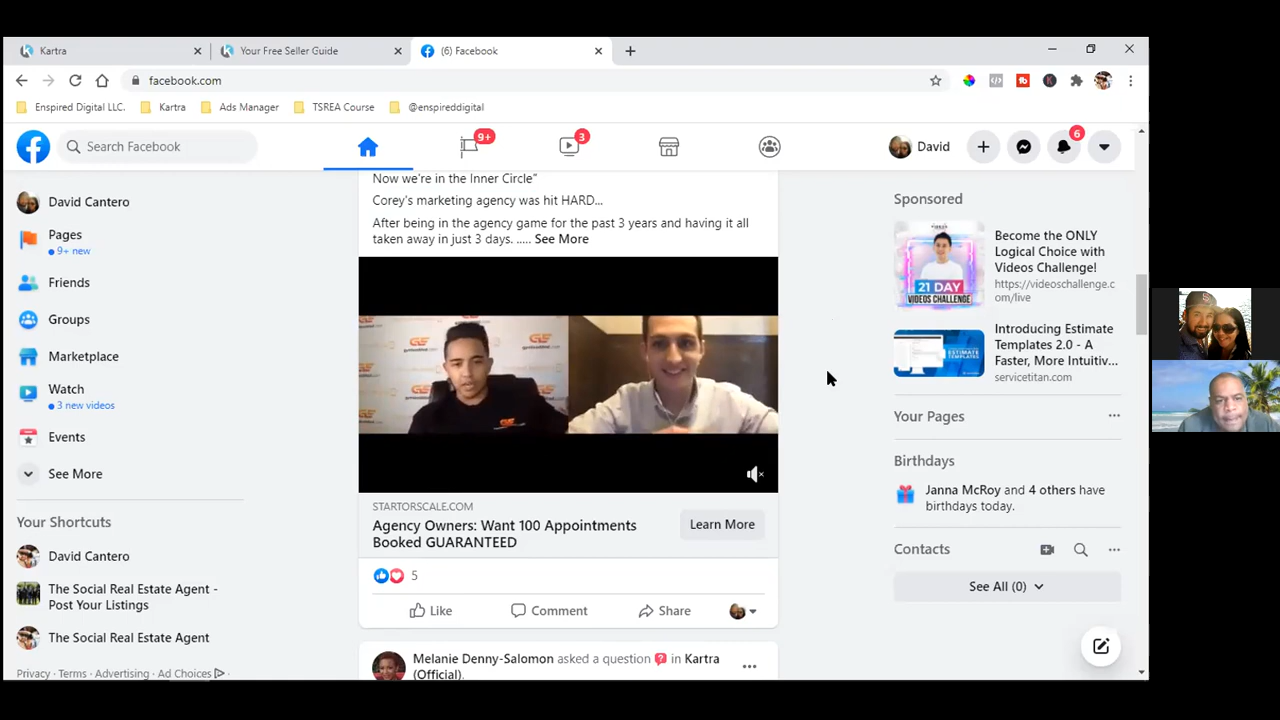 Kartra
Your Free Seller Guide
(6) Facebook
facebook.com
Enspired Digital LLC.
Kartra
Ads Manager
TSREA Course
@enspireddigital
Search Facebook
9+
3
David
6
David Cantero
Pages
9+ new
Friends
Groups
Marketplace
Watch
3 new videos
Events
See More
Your Shortcuts
David Cantero
The Social Real Estate Agent -
Post Your Listings
The Social Real Estate Agent
Privacy · Terms · Advertising · Ad Choices ·
Now we're in the Inner Circle"
Corey's marketing agency was hit HARD...
After being in the agency game for the past 3 years and having it all
taken away in just 3 days. ..... See More
STARTORSCALE.COM
Agency Owners: Want 100 Appointments
Booked GUARANTEED
Learn More
5
Like
Comment
Share
Melanie Denny-Salomon asked a question in Kartra
(Official).
Sponsored
21 DAY
VIDEOS CHALLENGE
Become the ONLY
Logical Choice with
Videos Challenge!
https://videoschallenge.c
om/live
ESTIMATE
TEMPLATES
Introducing Estimate
Templates 2.0 - A
Faster, More Intuitiv...
servicetitan.com
Your Pages
Birthdays
Janna McRoy and 4 others have
birthdays today.
Contacts
See All (0)